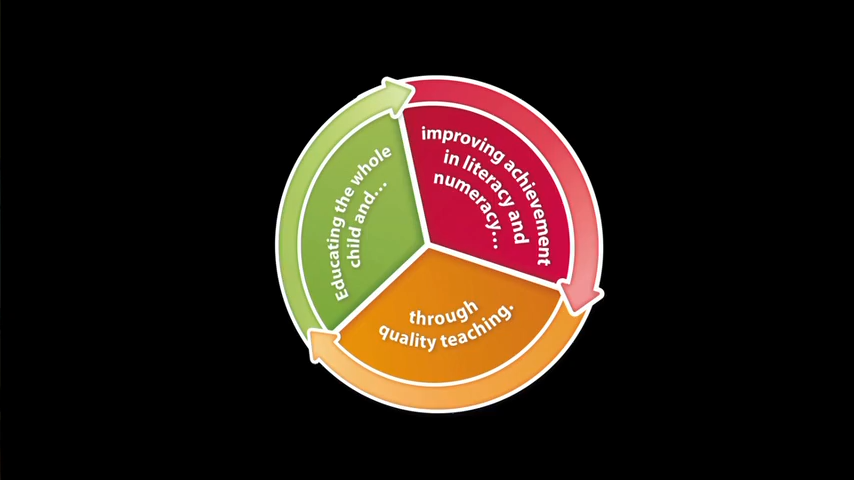 Educating the whole
child and...
improving achievement
in literacy and
numeracy...
through
quality teaching.